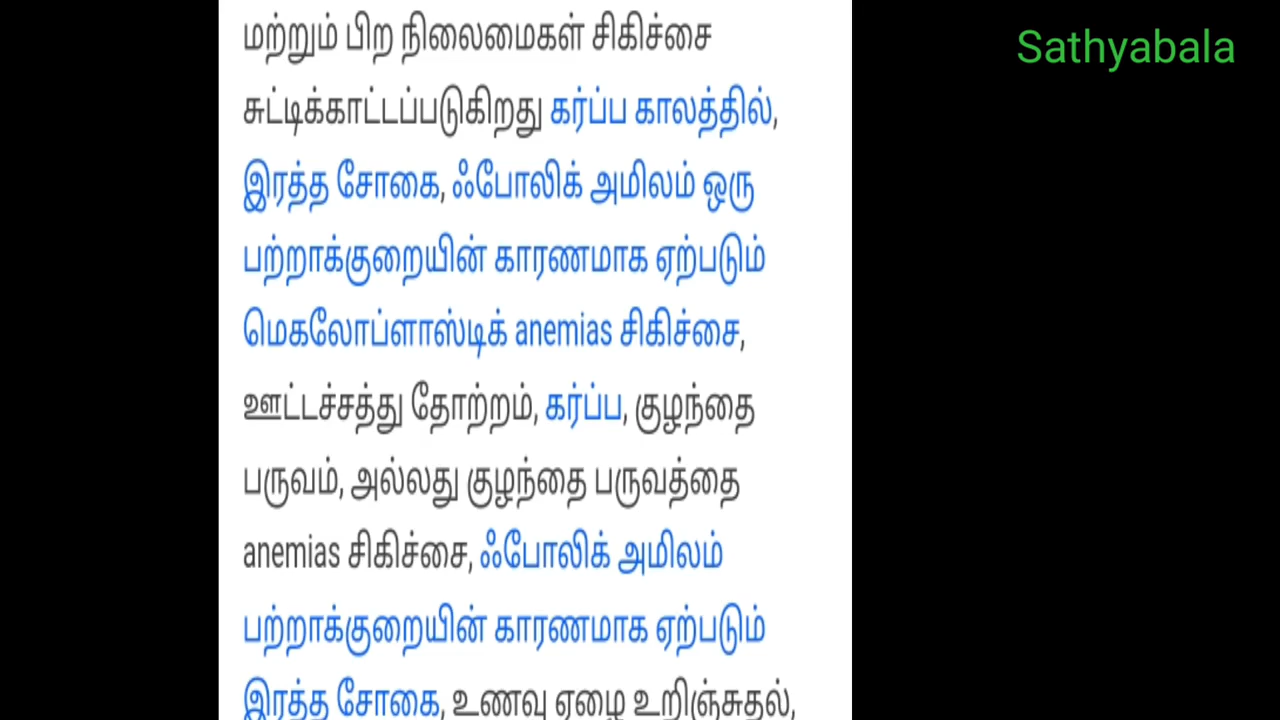 மற்றும் பிற நிலைமைகள் சிகிச்சை
Sathyabala
சுட்டிக்காட்டப்படுகிறது கர்ப்ப காலத்தில்,
இரத்த சோகை, ஃபோலிக் அமிலம் ஒரு
பற்றாக்குறையின் காரணமாக ஏற்படும்
மெகலோப்ளாஸ்டிக் anemias சிகிச்சை,
ஊட்டச்சத்து தோற்றம், கர்ப்ப, குழந்தை
பருவம், அல்லது குழந்தை பருவத்தை
anemias சிகிச்சை, ஃபோலிக் அமிலம்
பற்றாக்குறையின் காரணமாக ஏற்படும்
இரத்த சோகை, உணவு ஏழை உறிஞ்சுதல்,